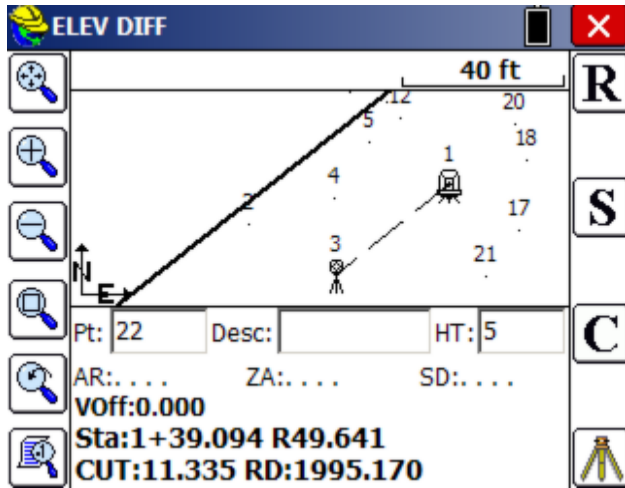 ELEV DIFF
40 ft
R
.12
20
5
18
1
4
2
17
S
3
21
N
E
Pt: 22 Desc: HT: 5
C
AR:. . . . ZA:. . . . SD:. . . .
VOff:0.000
Sta:1+39.094 R49.641
CUT:11.335 RD:1995.170